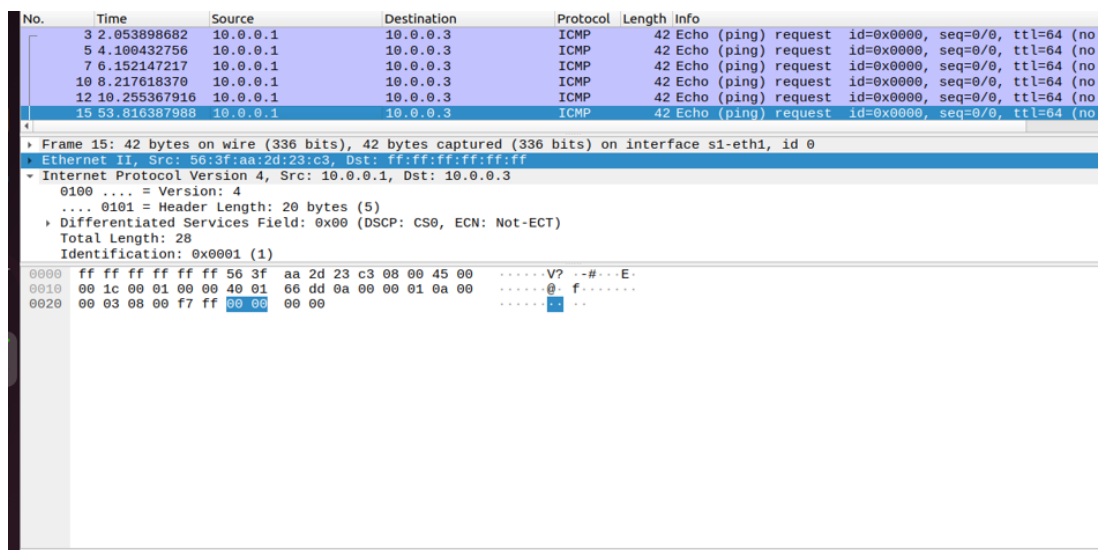 No. Time Source Destination Protocol Length Info
3 2.053898682 10.0.0.1 10.0.0.3 ICMP 42 Echo (ping) request id=0x0000, seq=0/0, ttl=64 (no
5 4.100432756 10.0.0.1 10.0.0.3 ICMP 42 Echo (ping) request id=0x0000, seq=0/0, ttl=64 (no
7 6.152147217 10.0.0.1 10.0.0.3 ICMP 42 Echo (ping) request id=0x0000, seq=0/0, ttl=64 (no
10 8.217618370 10.0.0.1 10.0.0.3 ICMP 42 Echo (ping) request id=0x0000, seq=0/0, ttl=64 (no
12 10.255367916 10.0.0.1 10.0.0.3 ICMP 42 Echo (ping) request id=0x0000, seq=0/0, ttl=64 (no
15 53.816387988 10.0.0.1 10.0.0.3 ICMP 42 Echo (ping) request id=0x0000, seq=0/0, ttl=64 (no
Frame 15: 42 bytes on wire (336 bits), 42 bytes captured (336 bits) on interface s1-eth1, id 0
Ethernet II, Src: 56:3f:aa:2d:23:c3, Dst: ff:ff:ff:ff:ff:ff
Internet Protocol Version 4, Src: 10.0.0.1, Dst: 10.0.0.3
0100 .... = Version: 4
.... 0101 = Header Length: 20 bytes (5)
Differentiated Services Field: 0x00 (DSCP: CS0, ECN: Not-ECT)
Total Length: 28
Identification: 0x0001 (1)
0000 ff ff ff ff ff ff 56 3f aa 2d 23 c3 08 00 45 00 ······V? ·-#···E·
0010 00 1c 00 01 00 00 40 01 66 dd 0a 00 00 01 0a 00 ······@· f·······
0020 00 03 08 00 f7 ff 00 00 00 00 ········ ··